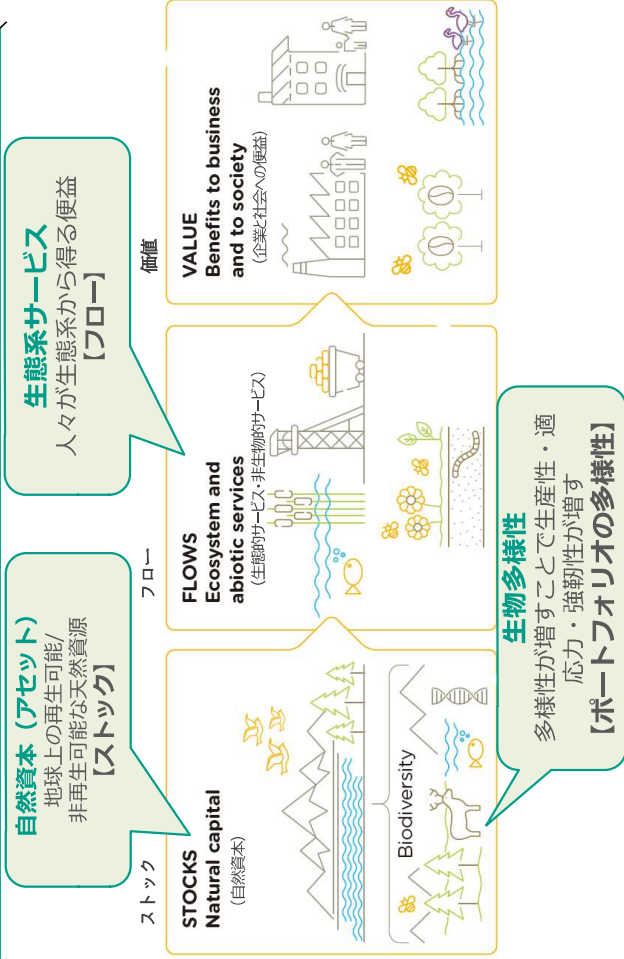 自然資本（アセット）
地球上の再生可能/
非再生可能な天然資源
【ストック】
生態系サービス
人々が生態系から得る便益
【フロー】
ストック
フロー
価値
STOCKS
Natural capital
（自然資本）
Biodiversity
FLOWS
Ecosystem and
abiotic services
（生態的サービス・非生物的サービス）
VALUE
Benefits to business
and to society
（企業と社会への便益）
生物多様性
多様性が増すことで生産性・適
応力・強靭性が増す
【ポートフォリオの多様性】